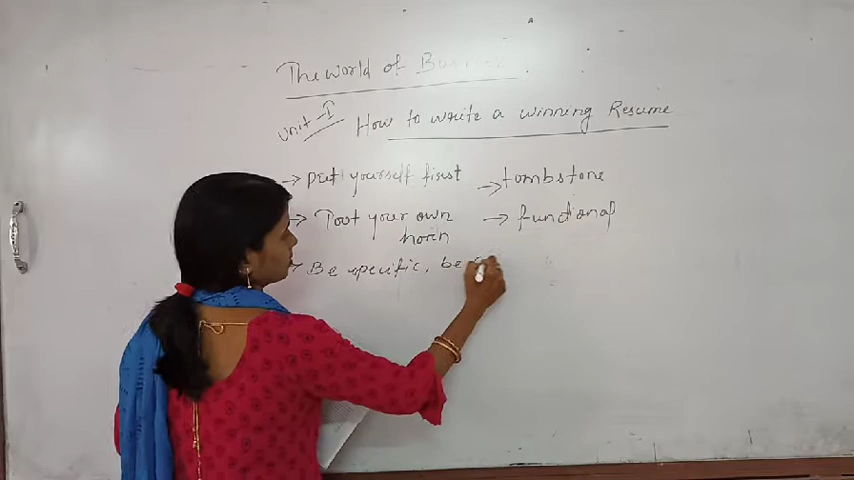 The world of
Unit - I How to write a winning Resume
→ put yourself first
→ Toot your own
horn
→ Be specific, be
→ tombstone
→ functional